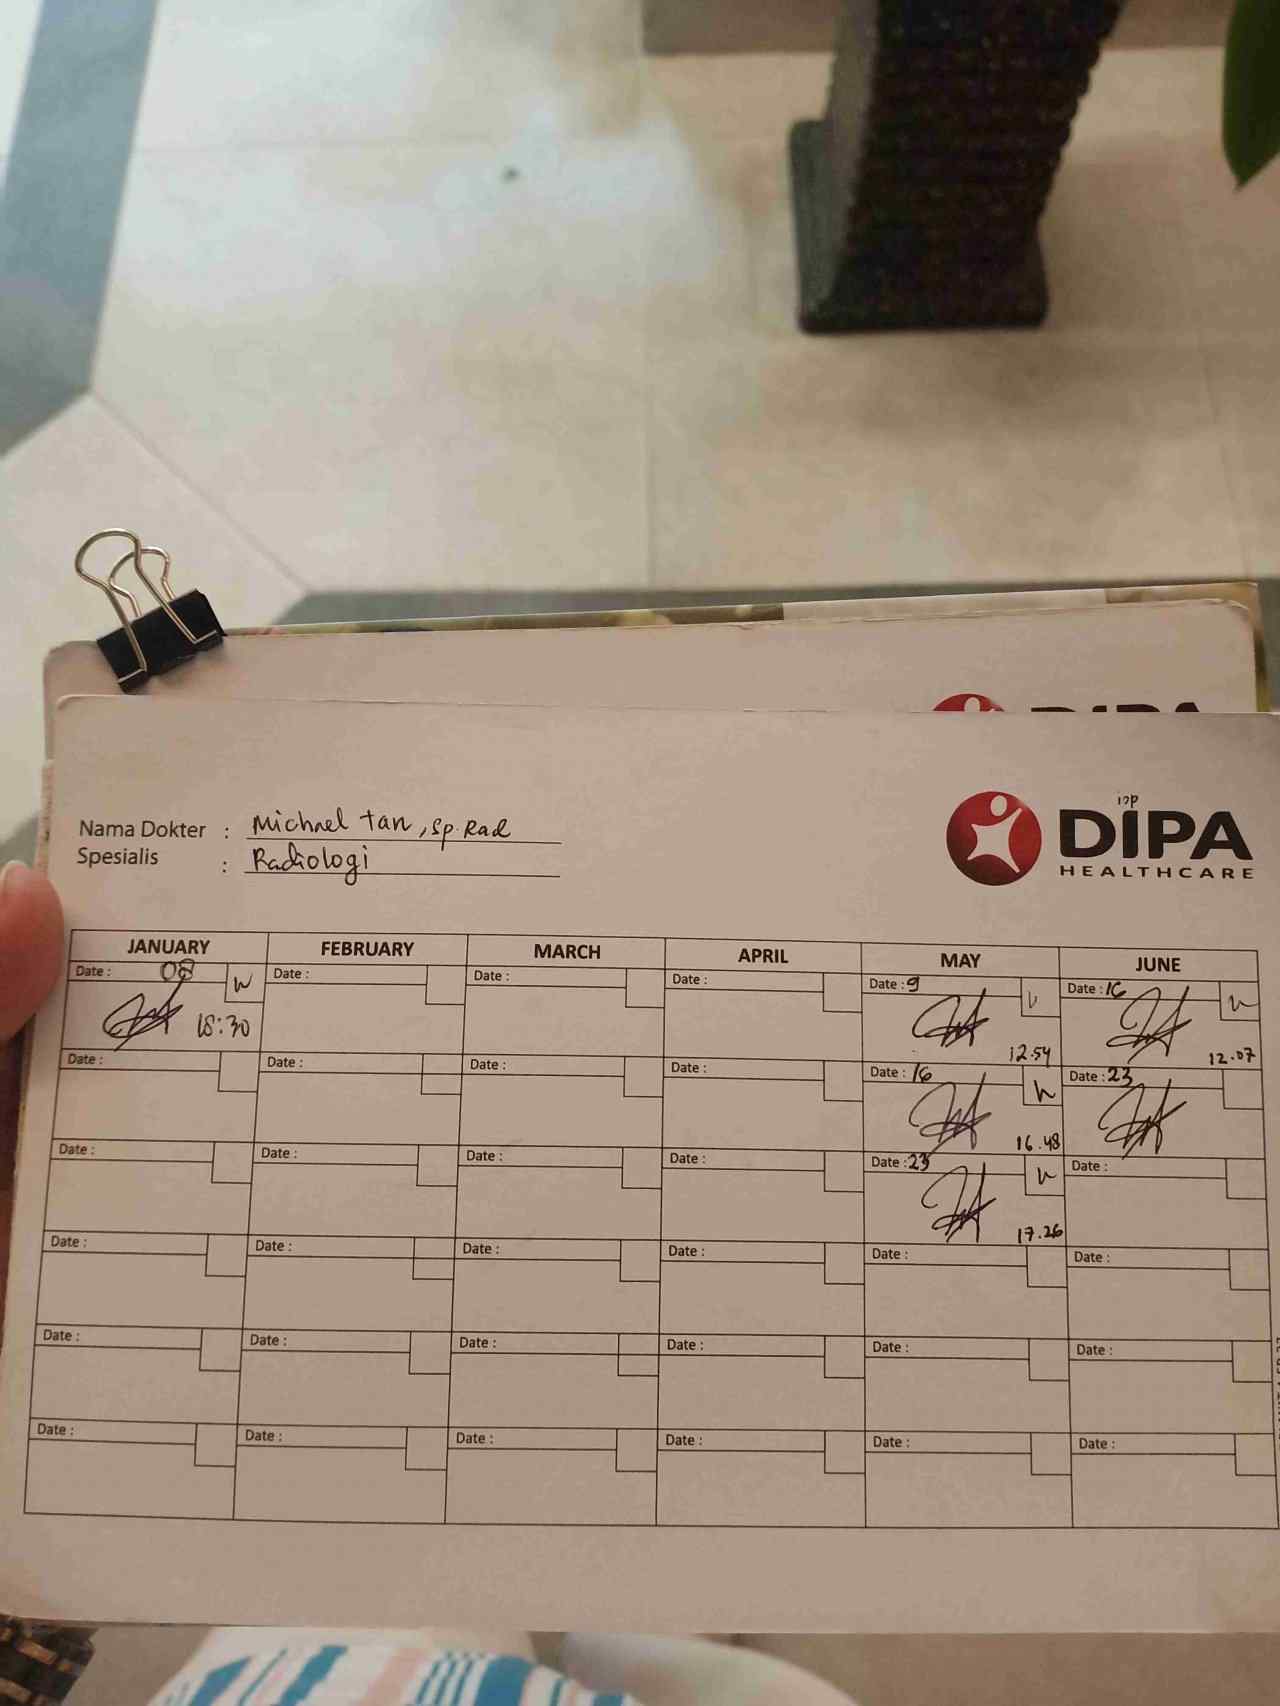 Nama Dokter : Michael Tan, Sp. Rad
Spesialis : Radiologi
DIPA
HEALTHCARE
JANUARY FEBRUARY MARCH APRIL MAY JUNE
Date : 08 Date : Date : Date : Date : 9 Date : 16
18:30 12.54 12.07
Date : Date : Date : Date : Date : 16 Date : 23
16.48
Date : Date : Date : Date : Date : 23 Date :
17.26
Date : Date : Date : Date : Date : Date :
Date : Date : Date : Date : Date : Date :
Date : Date : Date : Date : Date : Date :